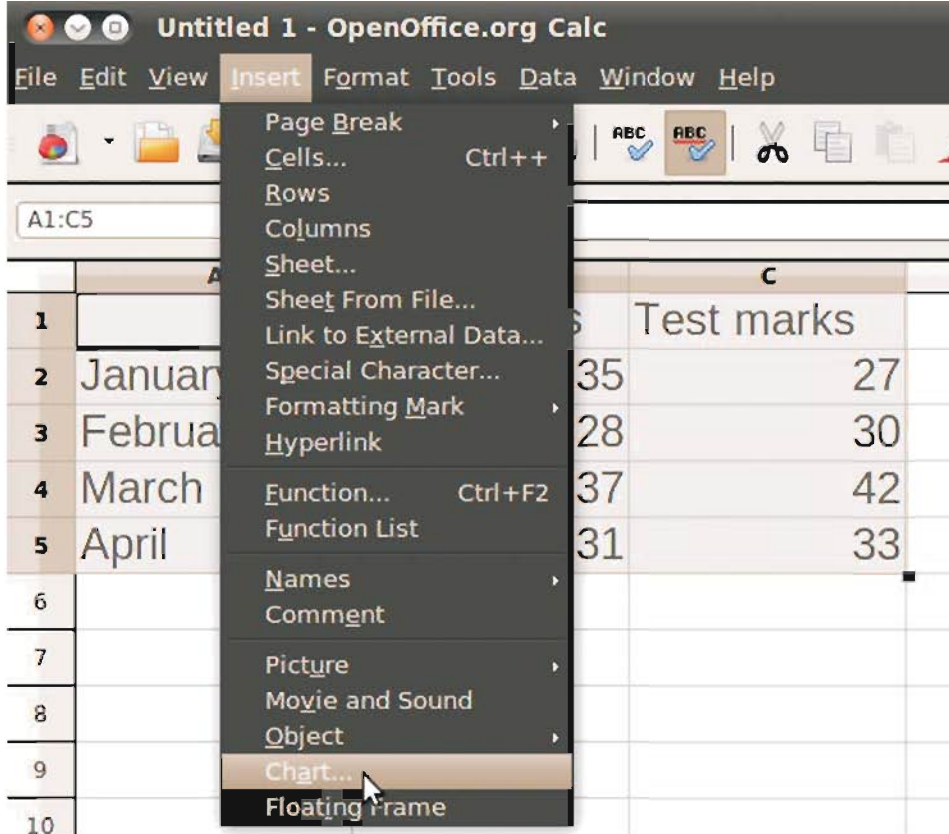 Untitled 1 - OpenOffice.org Calc
File Edit View Insert Format Tools Data Window Help
ABC ABC
A1:C5
Page Break
Cells... Ctrl++
Rows
Columns
Sheet...
Sheet From File...
Link to External Data...
Special Character...
Formatting Mark
Hyperlink
Function... Ctrl+F2
Function List
Names
Comment
Picture
Movie and Sound
Object
Chart...
Floating Frame
A C
1 s Test marks
2 January 35 27
3 Februa 28 30
4 March 37 42
5 April 31 33
6
7
8
9
10